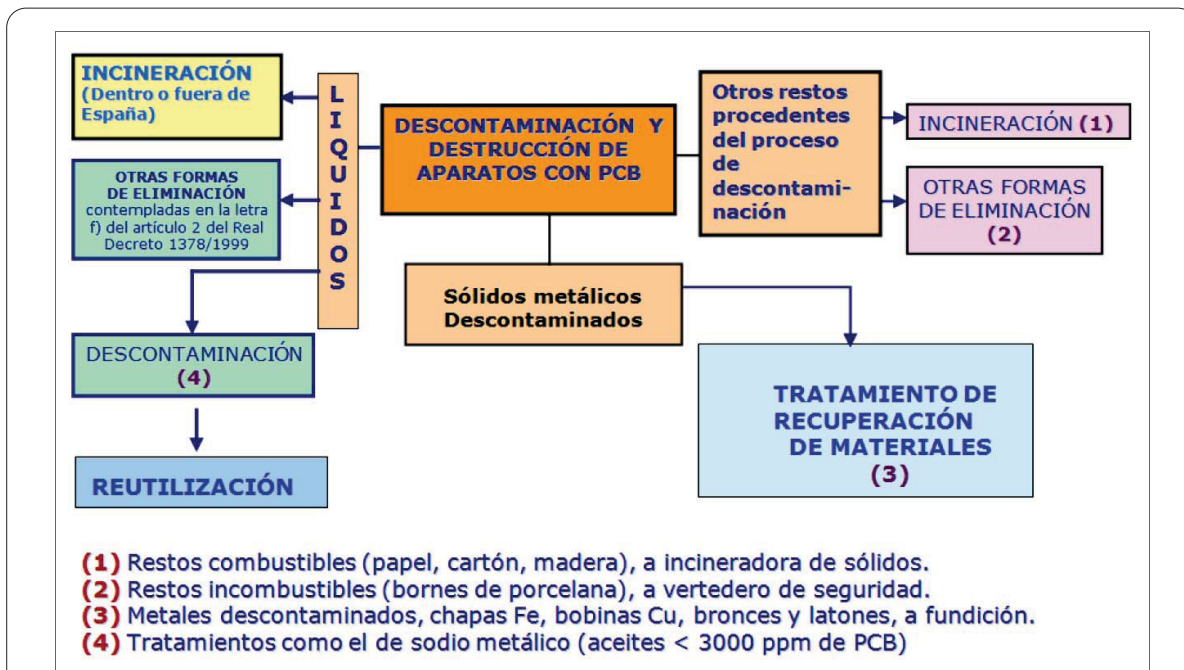 INCINERACIÓN
(Dentro o fuera de
España)
OTRAS FORMAS
DE ELIMINACIÓN
contempladas en la letra
f) del artículo 2 del Real
Decreto 1378/1999
LIQUIDOS
DESCONTAMINACIÓN
(4)
REUTILIZACIÓN
DESCONTAMINACIÓN Y
DESTRUCCIÓN DE
APARATOS CON PCB
Sólidos metálicos
Descontaminados
Otros restos
procedentes
del proceso
de
descontami-
nación
INCINERACIÓN (1)
OTRAS FORMAS
DE ELIMINACIÓN
(2)
TRATAMIENTO DE
RECUPERACIÓN
DE MATERIALES
(3)
(1) Restos combustibles (papel, cartón, madera), a incineradora de sólidos.
(2) Restos incombustibles (bornes de porcelana), a vertedero de seguridad.
(3) Metales descontaminados, chapas Fe, bobinas Cu, bronces y latones, a fundición.
(4) Tratamientos como el de sodio metálico (aceites < 3000 ppm de PCB)